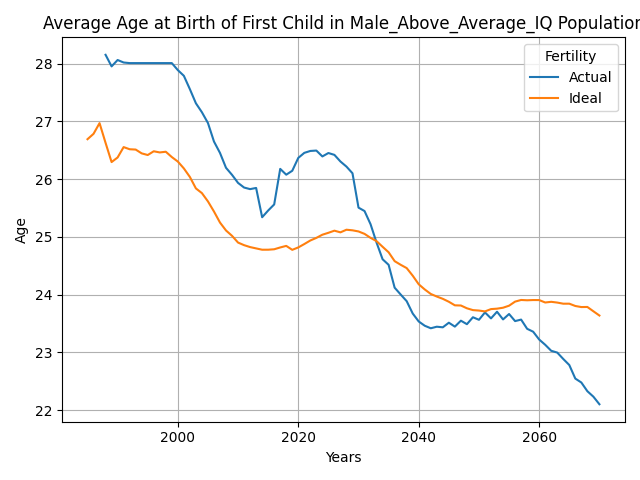 Average Age at Birth of First Child in Male_Above_Average_IQ Population
Fertility
Actual
Ideal
28
27
26
25
24
23
22
Age
2000
2020
2040
2060
Years